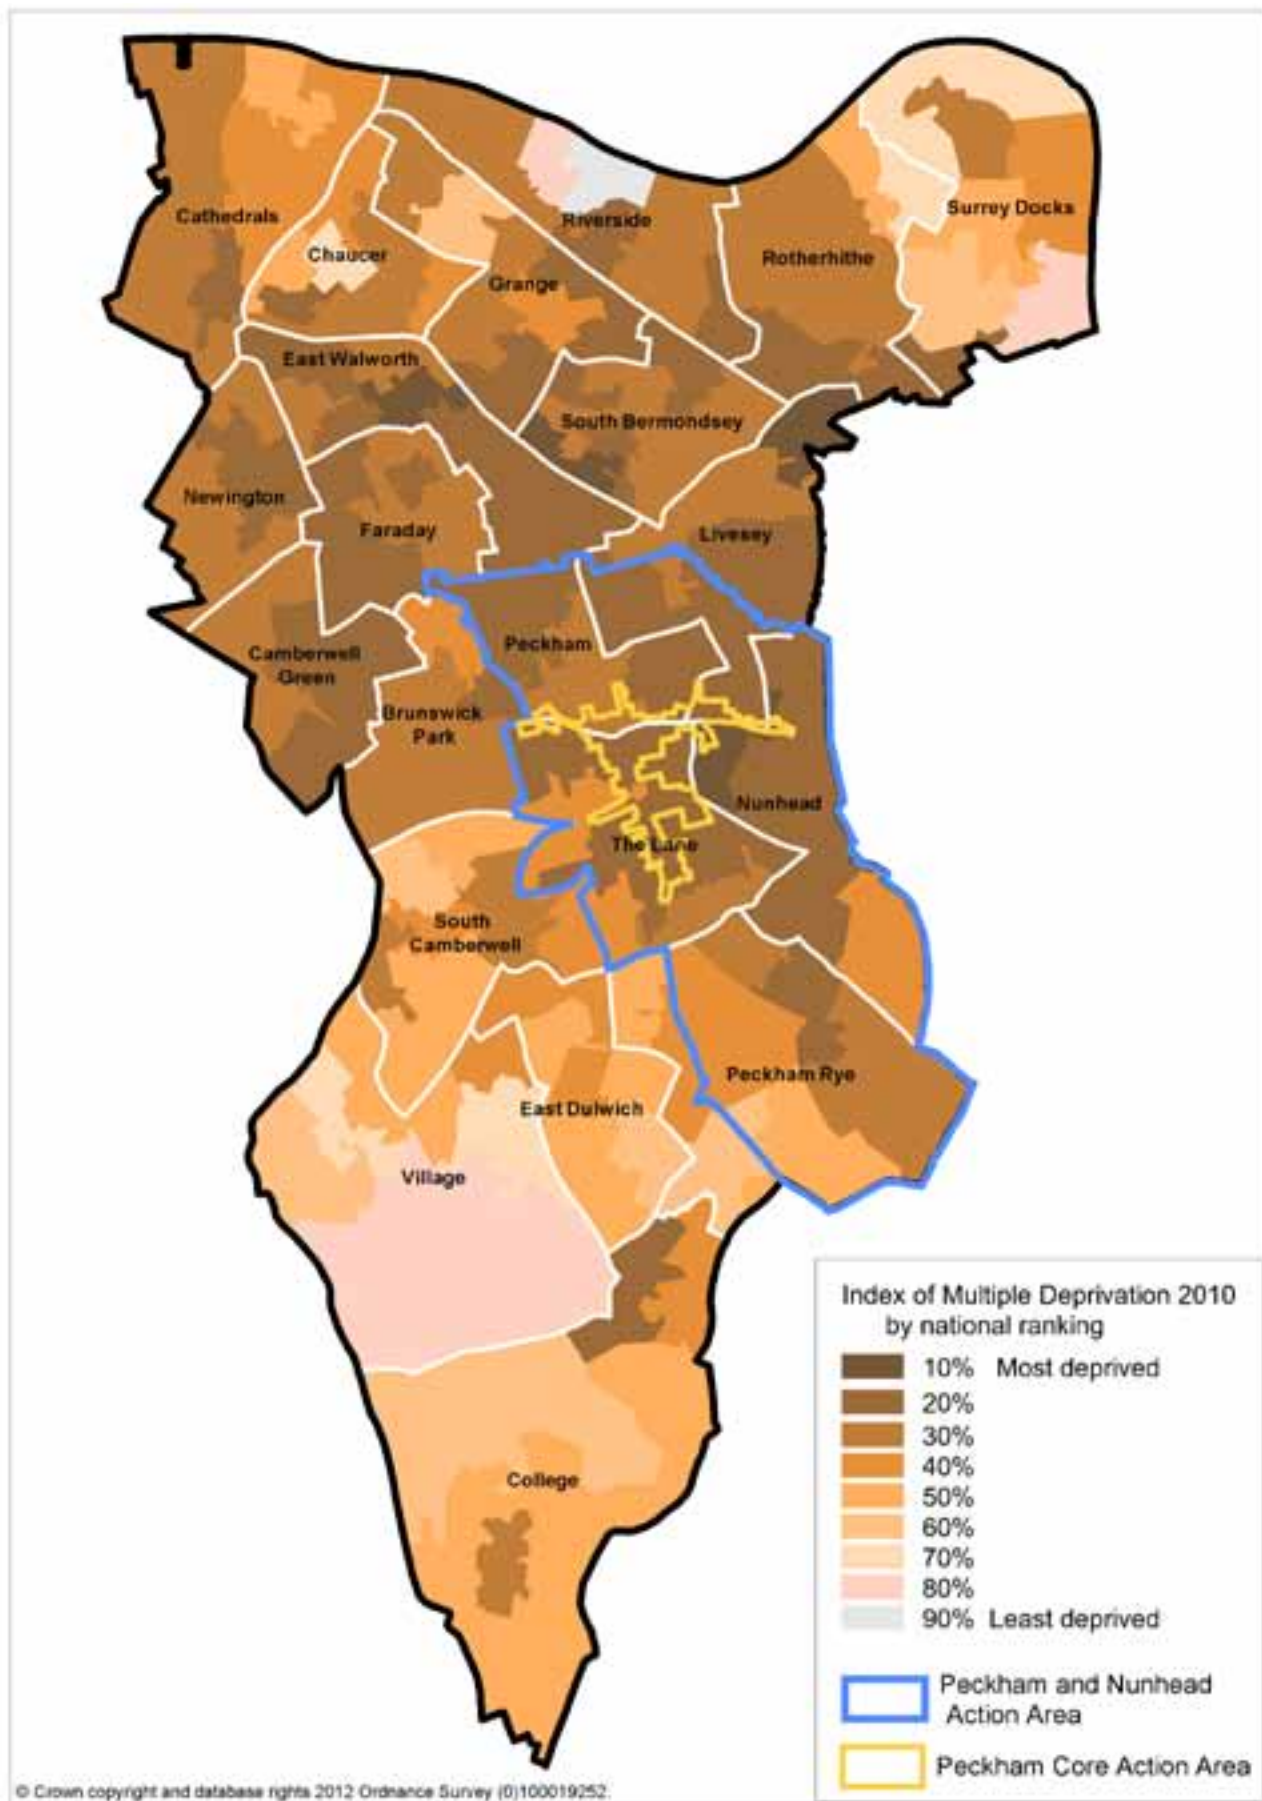 Cathedrals
Chaucer
Riverside
Surrey Docks
Rotherhithe
Grange
East Walworth
South Bermondsey
Newington
Faraday
Livesey
Camberwell
Green
Peckham
Brunswick
Park
Nunhead
The Lane
South
Camberwell
Peckham Rye
East Dulwich
Village
College
Index of Multiple Deprivation 2010
by national ranking
10% Most deprived
20%
30%
40%
50%
60%
70%
80%
90% Least deprived
Peckham and Nunhead
Action Area
Peckham Core Action Area
© Crown copyright and database rights 2012 Ordnance Survey (0)100019252.